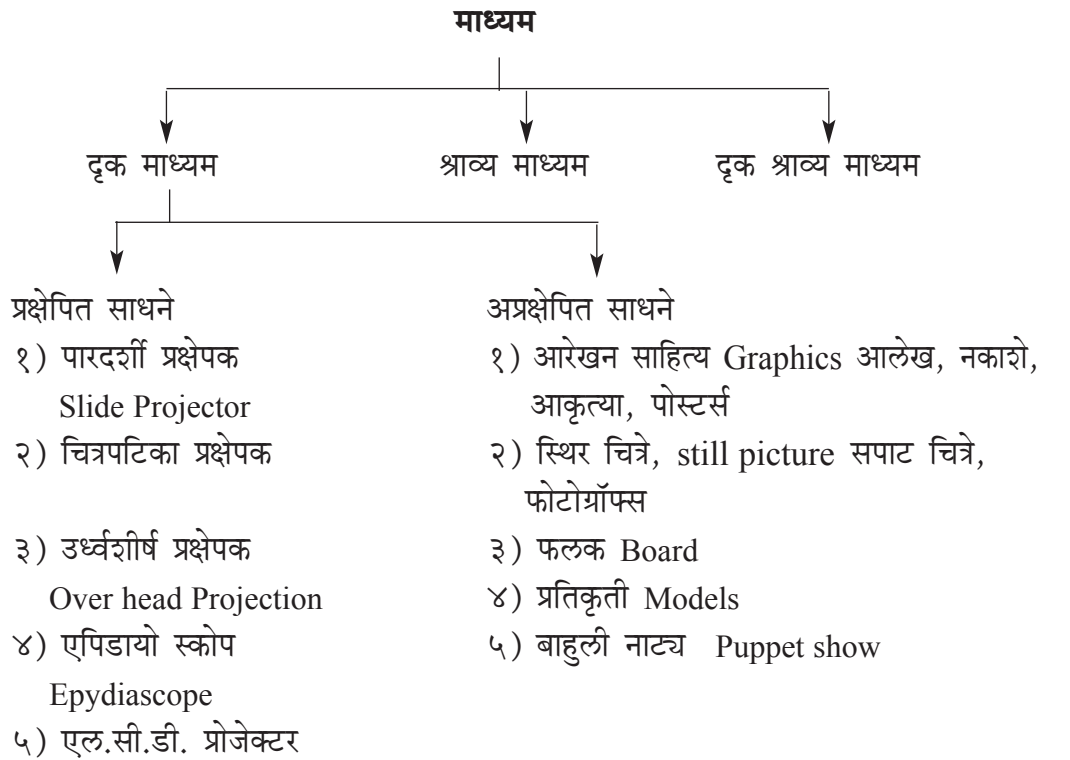 माध्यम
दृक माध्यम
श्राव्य माध्यम
दृक श्राव्य माध्यम
प्रक्षेपित साधने
१) पारदर्शी प्रक्षेपक
Slide Projector
२) चित्रपटिका प्रक्षेपक
३) उर्ध्वशीर्ष प्रक्षेपक
Over head Projection
४) एपिडायो स्कोप
Epydiascope
५) एल.सी.डी. प्रोजेक्टर
अप्रक्षेपित साधने
१) आरेखन साहित्य Graphics आलेख, नकाशे,
आकृत्या, पोस्टर्स
२) स्थिर चित्रे, still picture सपाट चित्रे,
फोटोग्रॉफ्स
३) फलक Board
४) प्रतिकृती Models
५) बाहुली नाट्य Puppet show